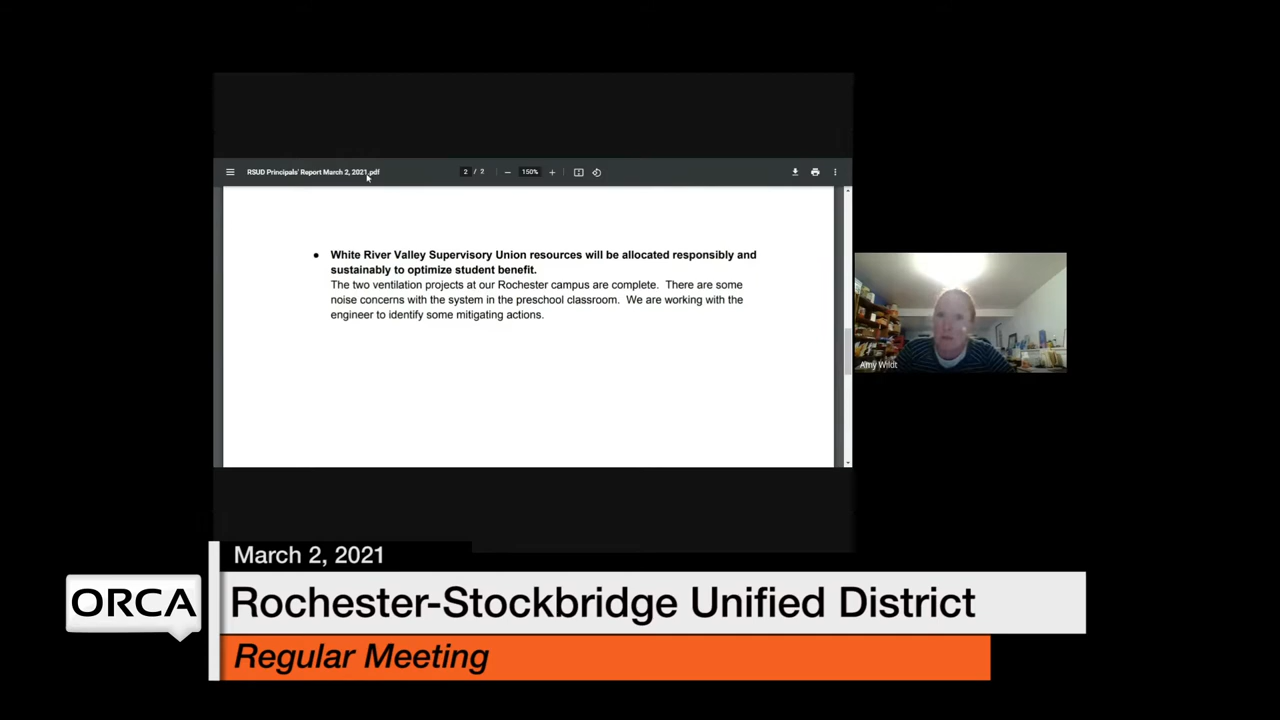 RSUD Principals' Report March 2, 2021.pdf
2 / 2
150%
● White River Valley Supervisory Union resources will be allocated responsibly and
sustainably to optimize student benefit.
The two ventilation projects at our Rochester campus are complete. There are some
noise concerns with the system in the preschool classroom. We are working with the
engineer to identify some mitigating actions.
Amy Wildt
March 2, 2021
ORCA
Rochester-Stockbridge Unified District
Regular Meeting